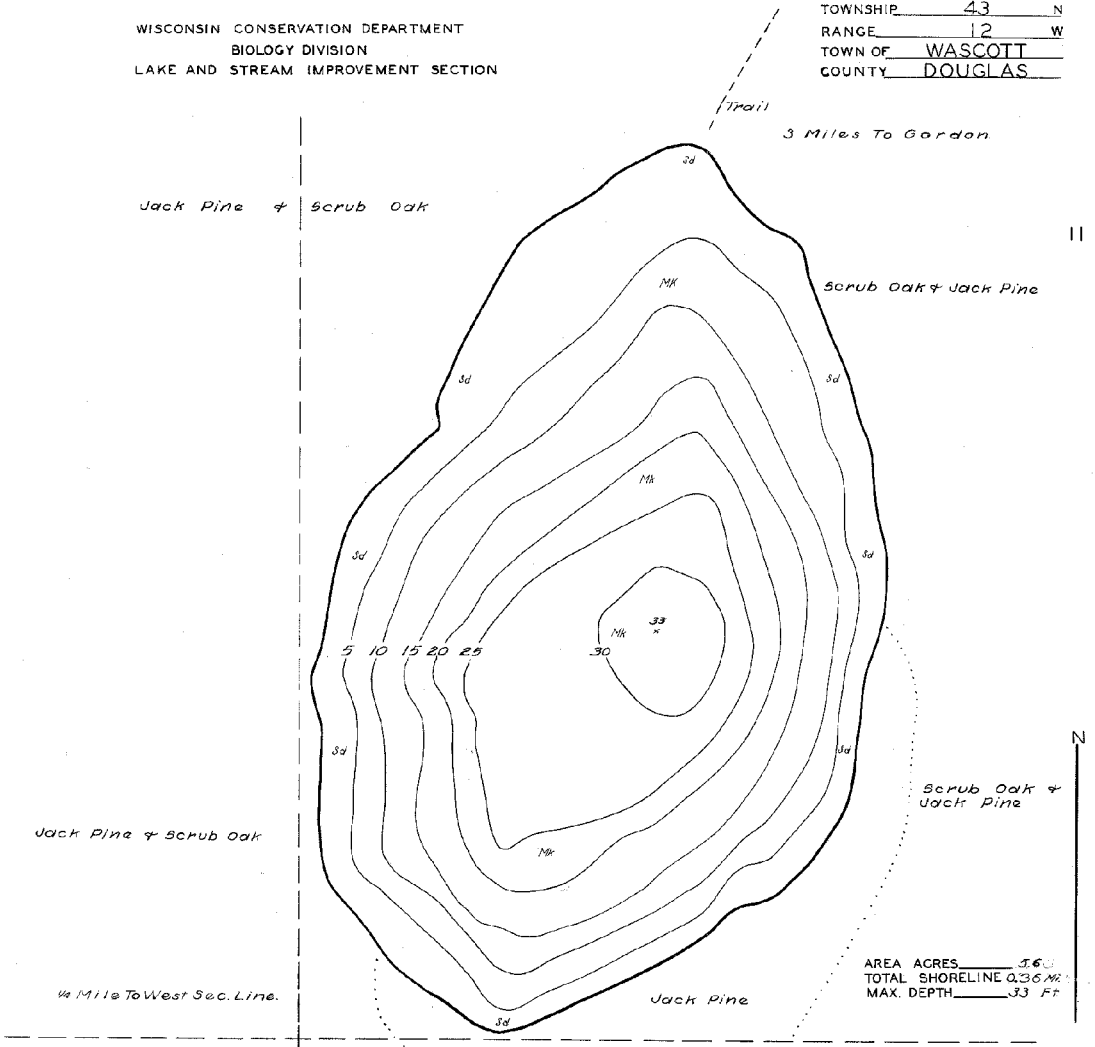 WISCONSIN CONSERVATION DEPARTMENT
BIOLOGY DIVISION
LAKE AND STREAM IMPROVEMENT SECTION
TOWNSHIP 43 N
RANGE 12 W
TOWN OF WASCOTT
COUNTY DOUGLAS
Trail
3 Miles To Gordon
Sd
Jack Pine & Scrub Oak
11
MK
Scrub Oak & Jack Pine
Sd
Sd
Mk
Sd
Sd
33
x
Mk
5 10 15 20 25 30
Sd
Sd
N
Scrub Oak &
Jack Pine
Jack Pine & Scrub Oak
Mk
AREA ACRES 5.6
TOTAL SHORELINE 0.36 Mi.
MAX. DEPTH 33 Ft
1/4 Mile To West Sec. Line.
Jack Pine
Sd